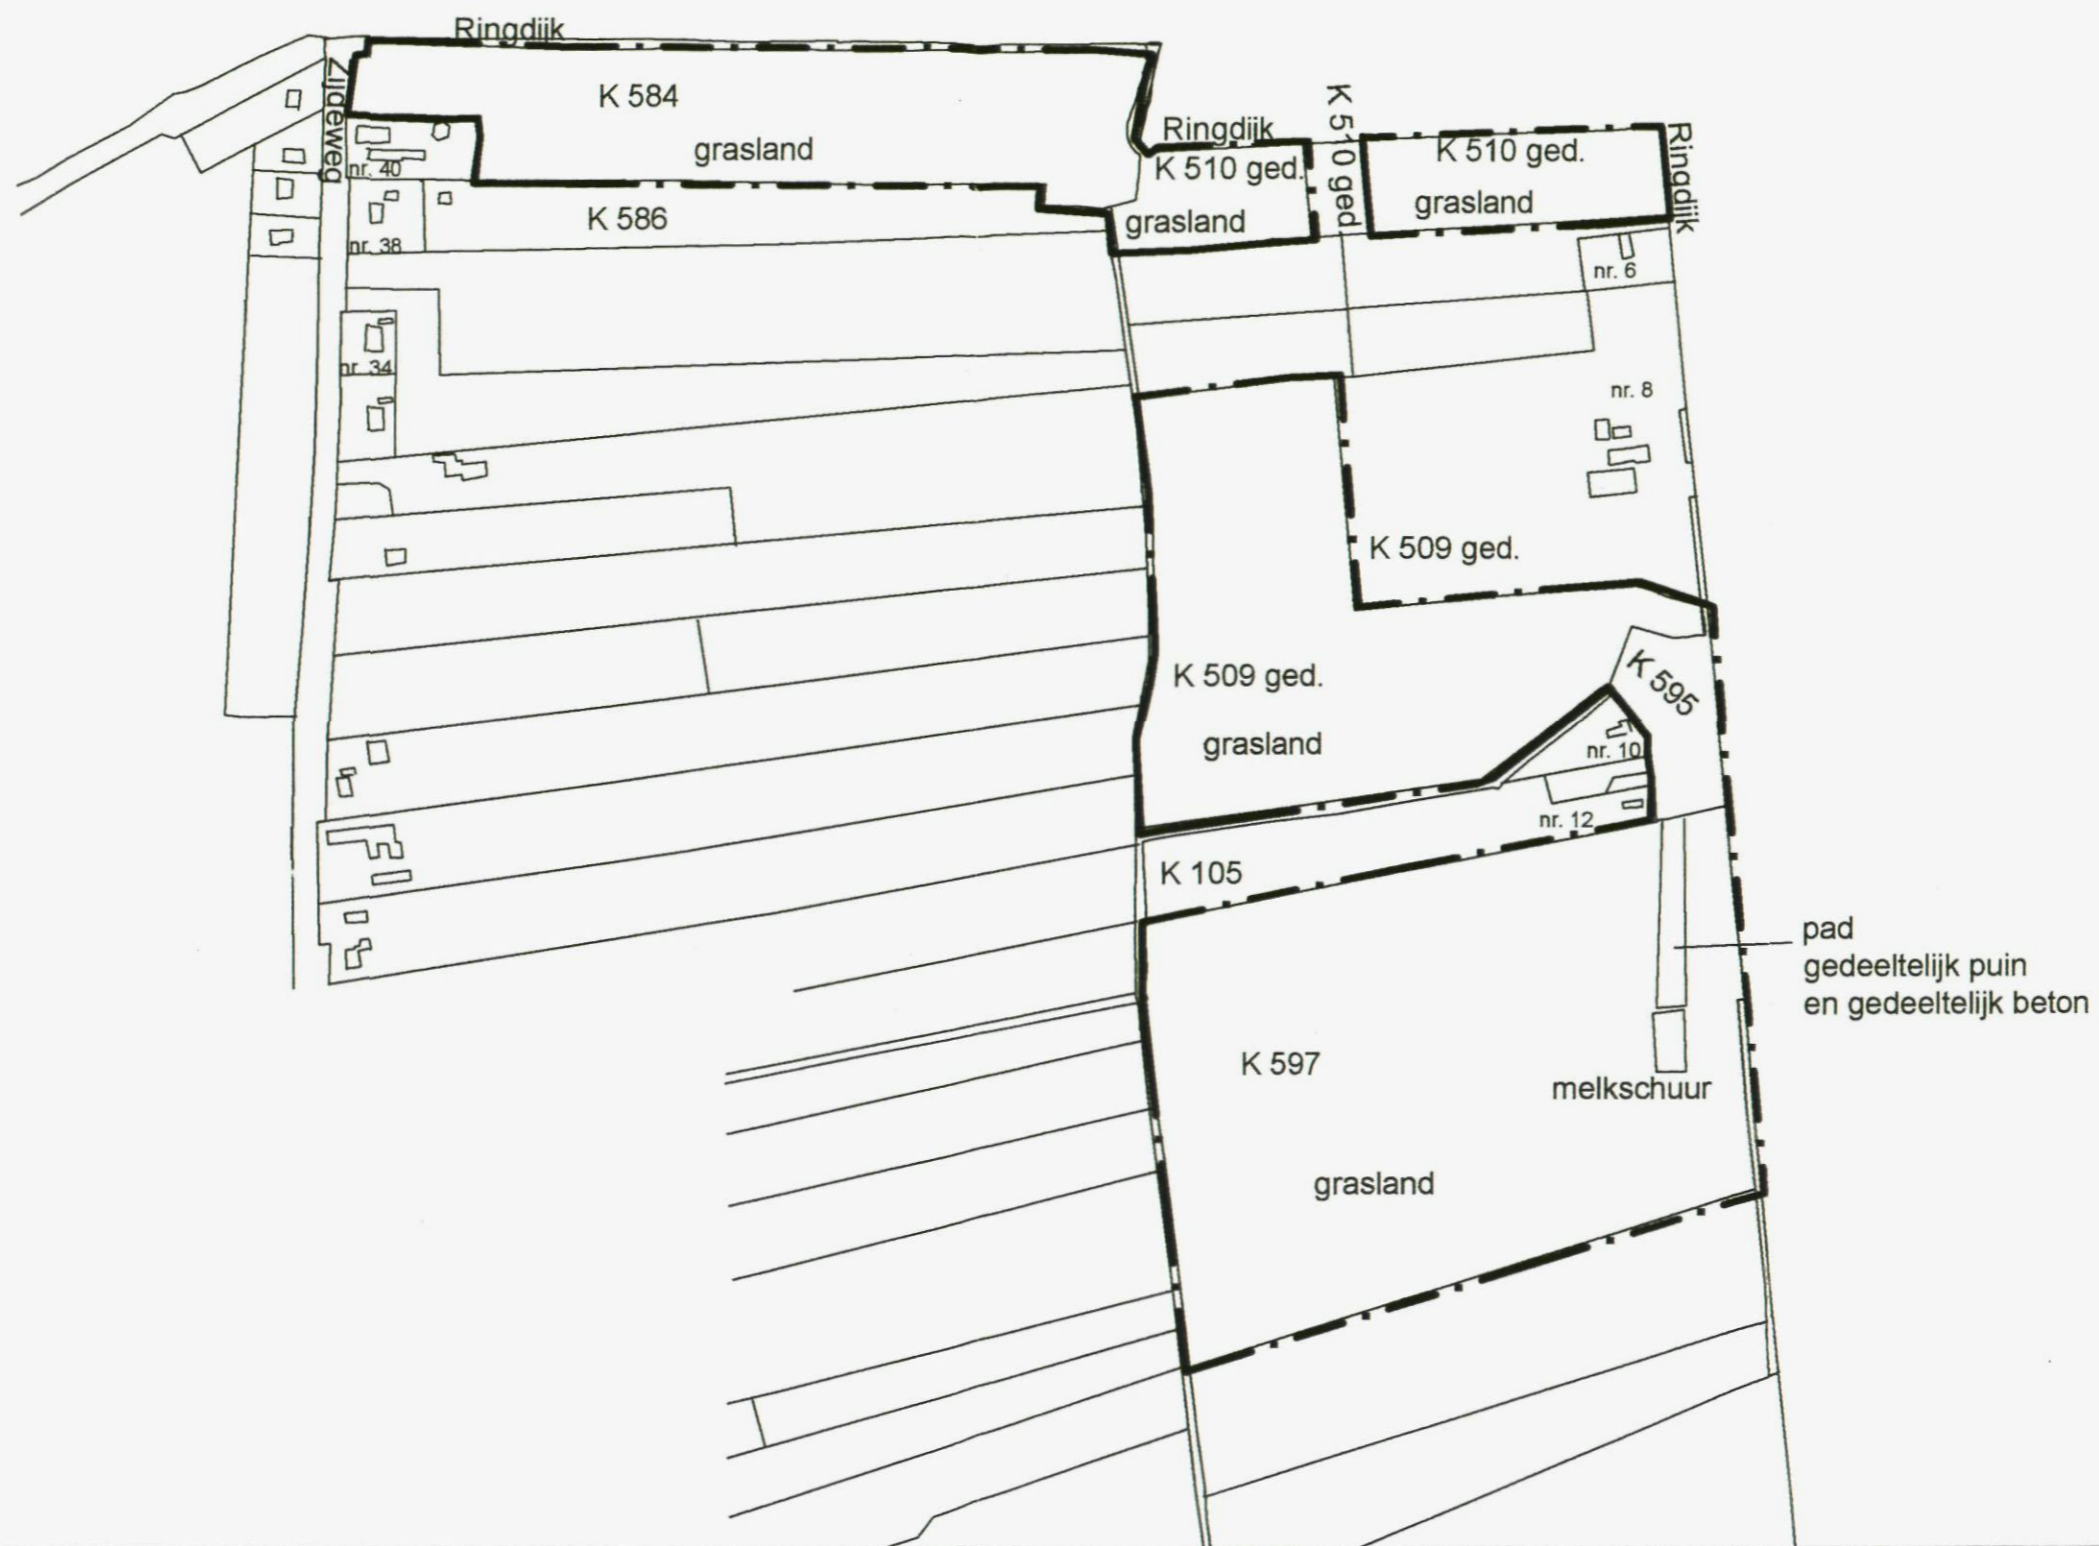 Ringdijk
Zijdeweg
K 584
grasland
nr. 40
K 586
nr. 38
Ringdijk
K 510 ged.
grasland
K 510 ged
K 510 ged.
grasland
Ringdijk
nr. 6
nr. 34
nr. 8
K 509 ged.
K 509 ged.
grasland
K 595
nr. 10
nr. 12
K 105
pad
gedeeltelijk puin
en gedeeltelijk beton
K 597
melkschuur
grasland